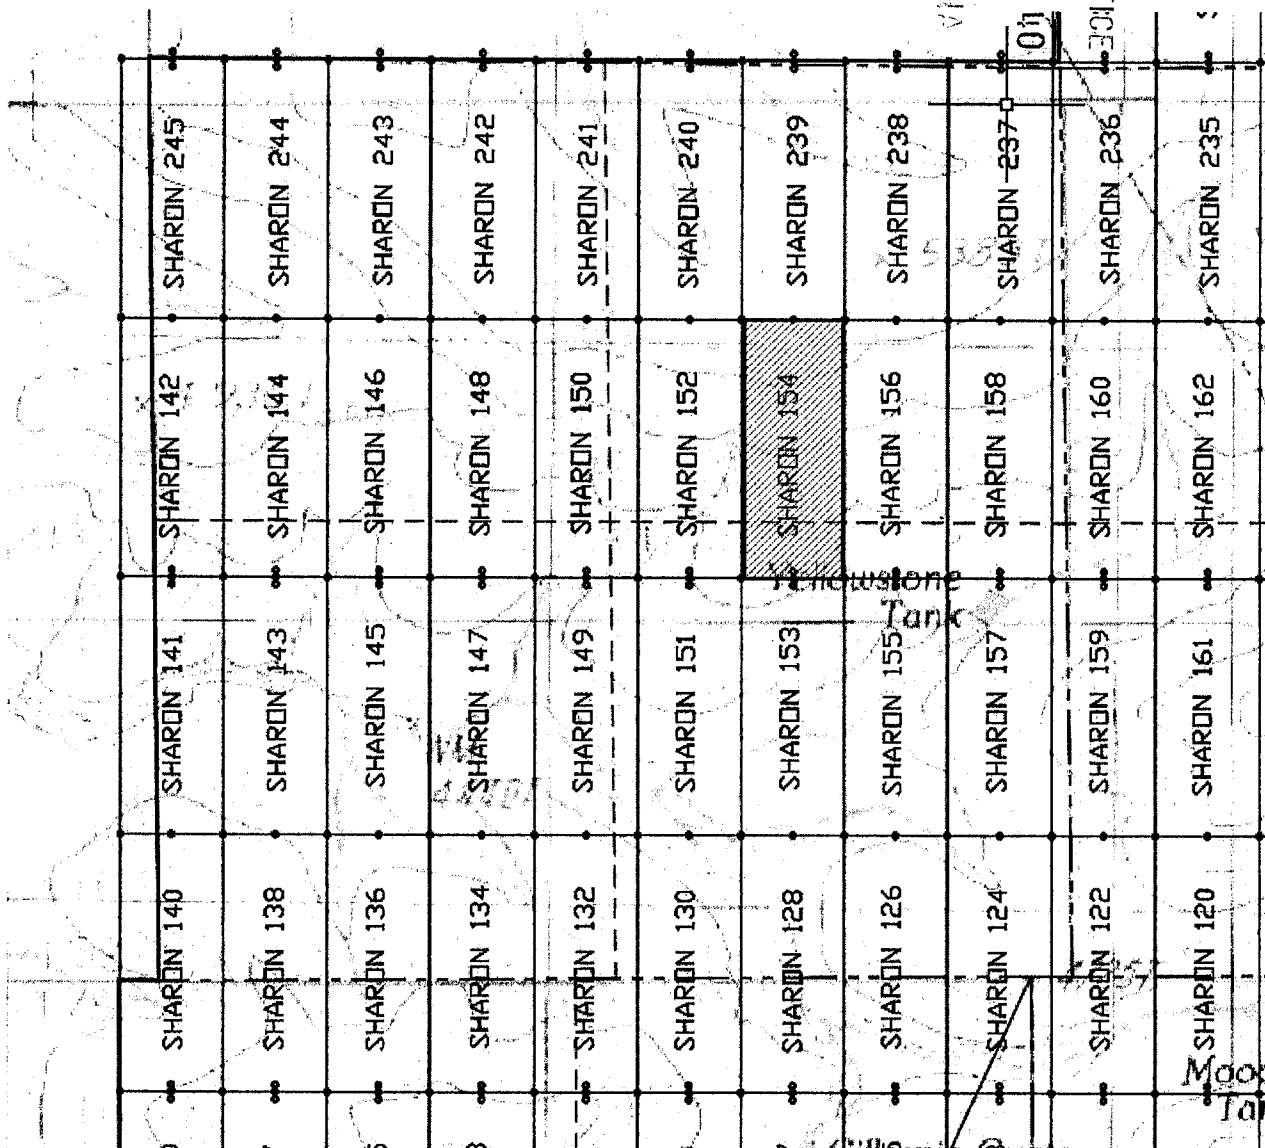 SHARON 245
SHARON 244
SHARON 243
SHARON 242
SHARON 241
SHARON 240
SHARON 239
SHARON 238
SHARON 237
SHARON 236
SHARON 235
SHARON 142
SHARON 144
SHARON 146
SHARON 148
SHARON 150
SHARON 152
SHARON 154
SHARON 156
SHARON 158
SHARON 160
SHARON 162
Yellowstone
Tank
SHARON 141
SHARON 143
SHARON 145
SHARON 147
SHARON 149
SHARON 151
SHARON 153
SHARON 155
SHARON 157
SHARON 159
SHARON 161
SHARON 140
SHARON 138
SHARON 136
SHARON 134
SHARON 132
SHARON 130
SHARON 128
SHARON 126
SHARON 124
SHARON 122
SHARON 120